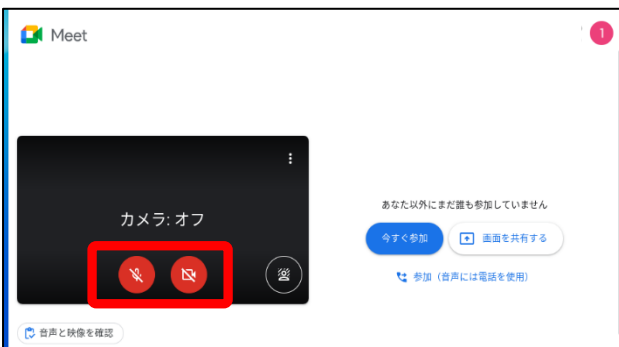 Meet
1
カメラ: オフ
あなた以外にまだ誰も参加していません
今すぐ参加
画面を共有する
参加（音声には電話を使用）
音声と映像を確認